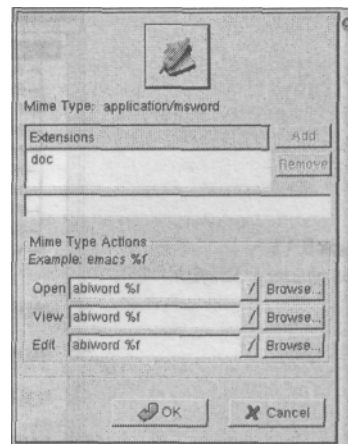 Mime Type: application/msword
Extensions
Add
doc
Remove
Mime Type Actions
Example: emacs %f
Open abiword %f / Browse...
View abiword %f / Browse...
Edit abiword %f / Browse...
OK Cancel